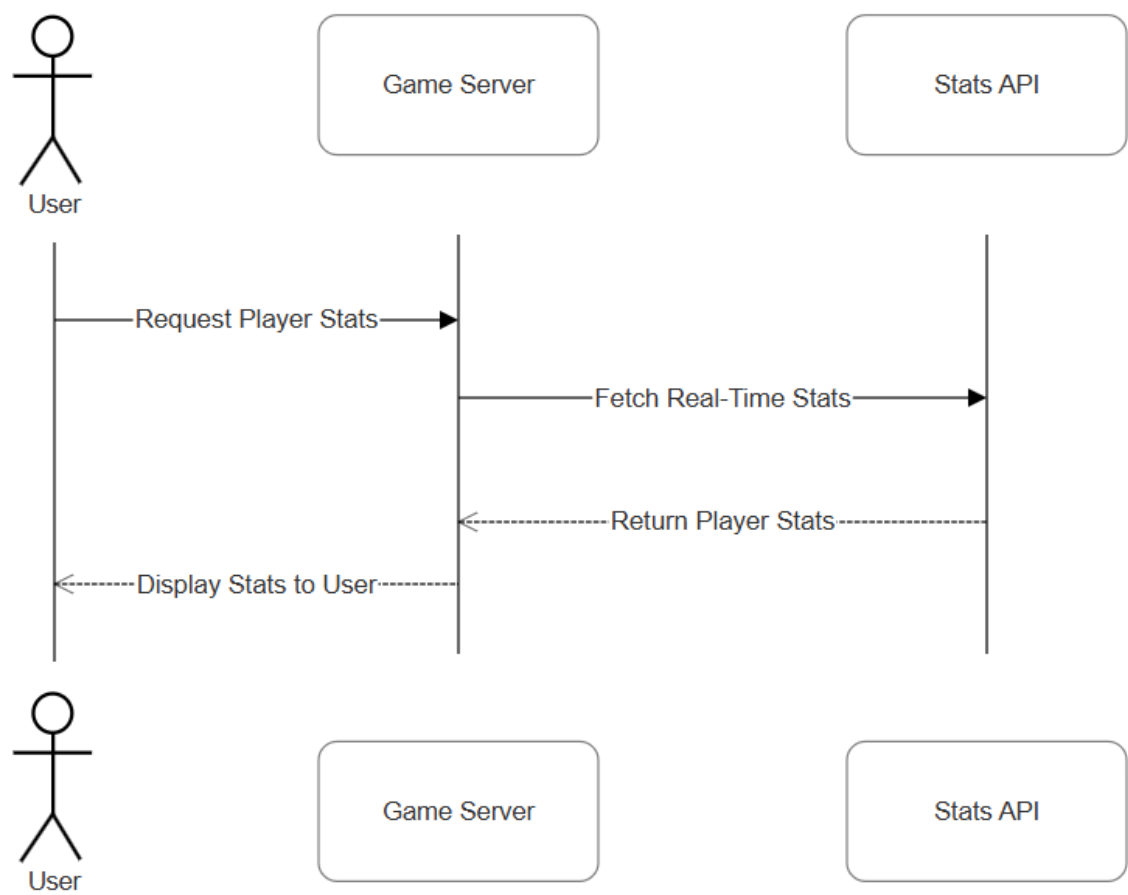 Game Server
Stats API
User
Request Player Stats
Fetch Real-Time Stats
Return Player Stats
Display Stats to User
Game Server
Stats API
User